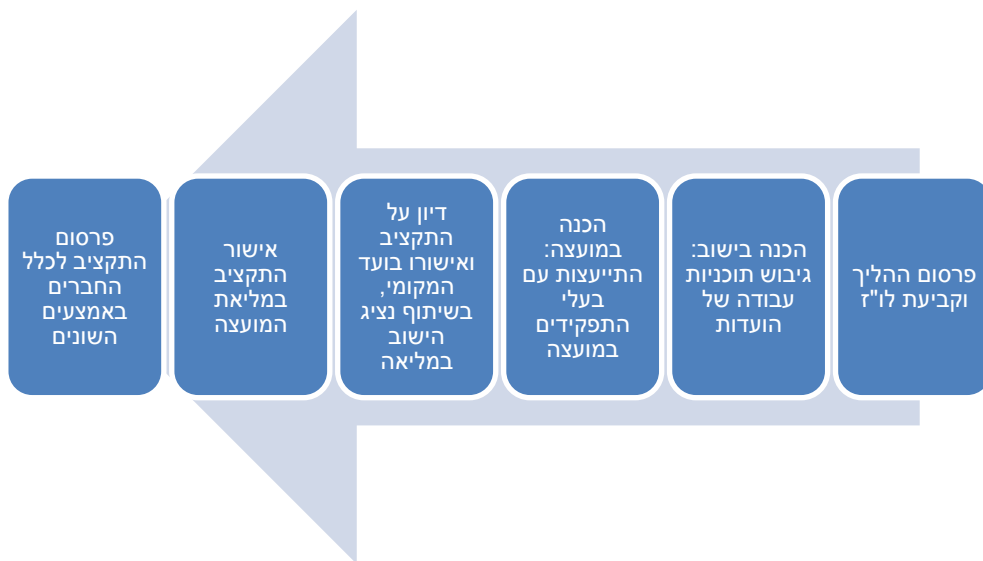 פרסום ההליך
וקביעת לו"ז
הכנה בישוב:
גיבוש תוכניות
עבודה של
הועדות
הכנה
במועצה:
התייעצות עם
בעלי
התפקידים
במועצה
דיון על
התקציב
ואישורו בועד
המקומי,
בשיתוף נציג
הישוב
במליאה
אישור
התקציב
במליאת
המועצה
פרסום
התקציב לכלל
החברים
באמצעים
השונים